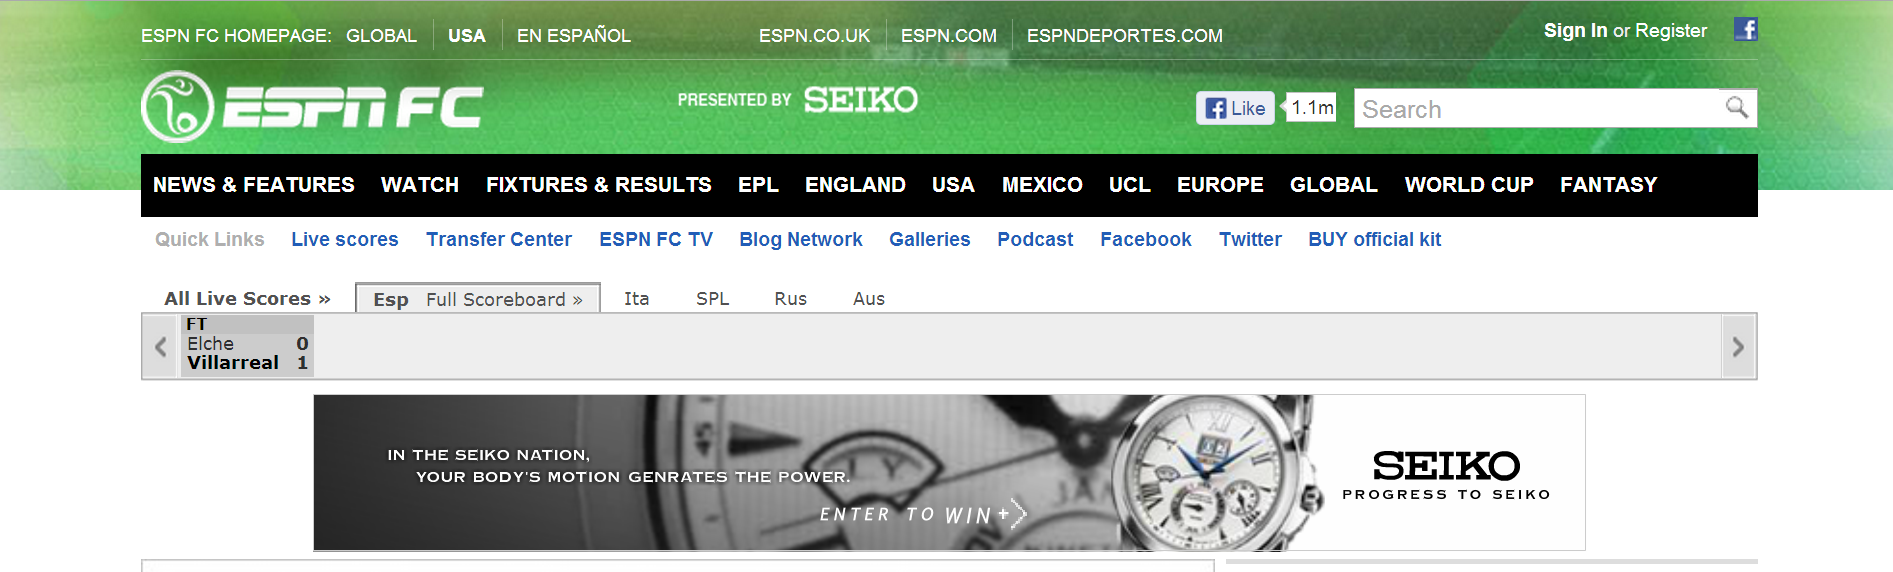 ESPN FC HOMEPAGE: GLOBAL USA EN ESPAÑOL ESPN.CO.UK ESPN.COM ESPNDEPORTES.COM Sign In or Register
ESPN FC PRESENTED BY SEIKO Like 1.1m Search
NEWS & FEATURES WATCH FIXTURES & RESULTS EPL ENGLAND USA MEXICO UCL EUROPE GLOBAL WORLD CUP FANTASY
Quick Links Live scores Transfer Center ESPN FC TV Blog Network Galleries Podcast Facebook Twitter BUY official kit
All Live Scores » Esp Full Scoreboard » Ita SPL Rus Aus
FT
Elche 0
Villarreal 1
IN THE SEIKO NATION,
YOUR BODY'S MOTION GENRATES THE POWER.
ENTER TO WIN +
45
SEIKO
PROGRESS TO SEIKO